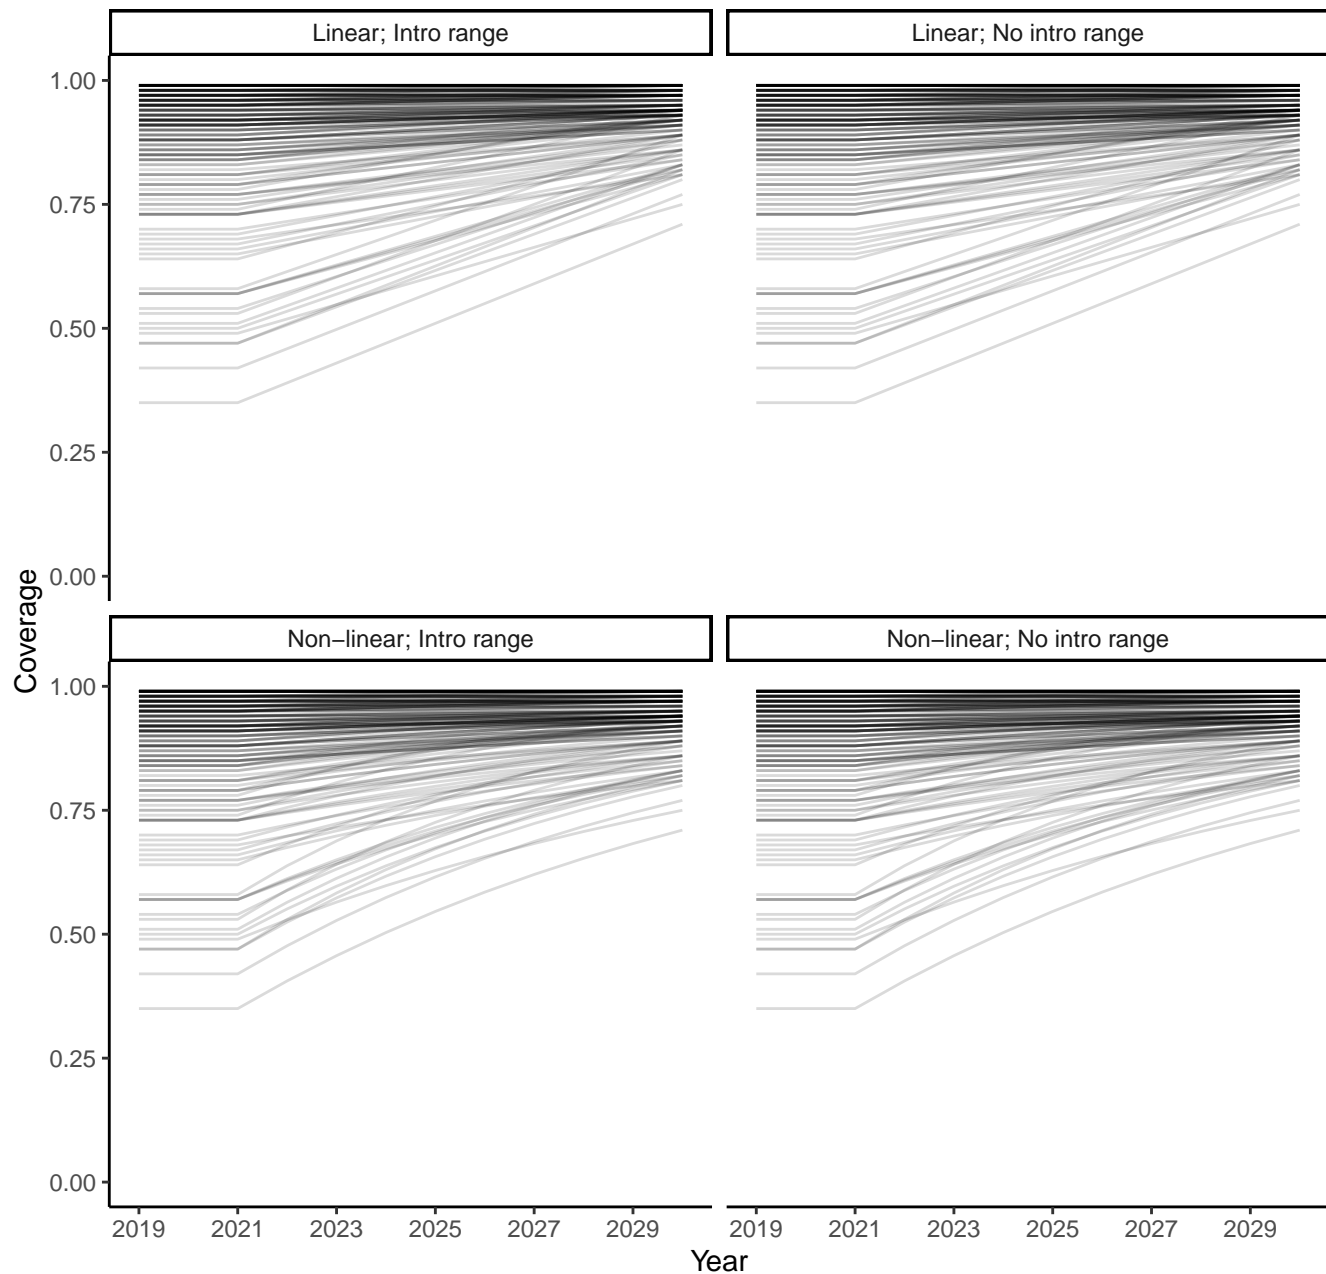 Linear; Intro range
Linear; No intro range
1.00
0.75
0.50
0.25
0.00
Coverage
Non−linear; Intro range
Non−linear; No intro range
1.00
0.75
0.50
0.25
0.00
2019 2021 2023 2025 2027 2029
2019 2021 2023 2025 2027 2029
Year